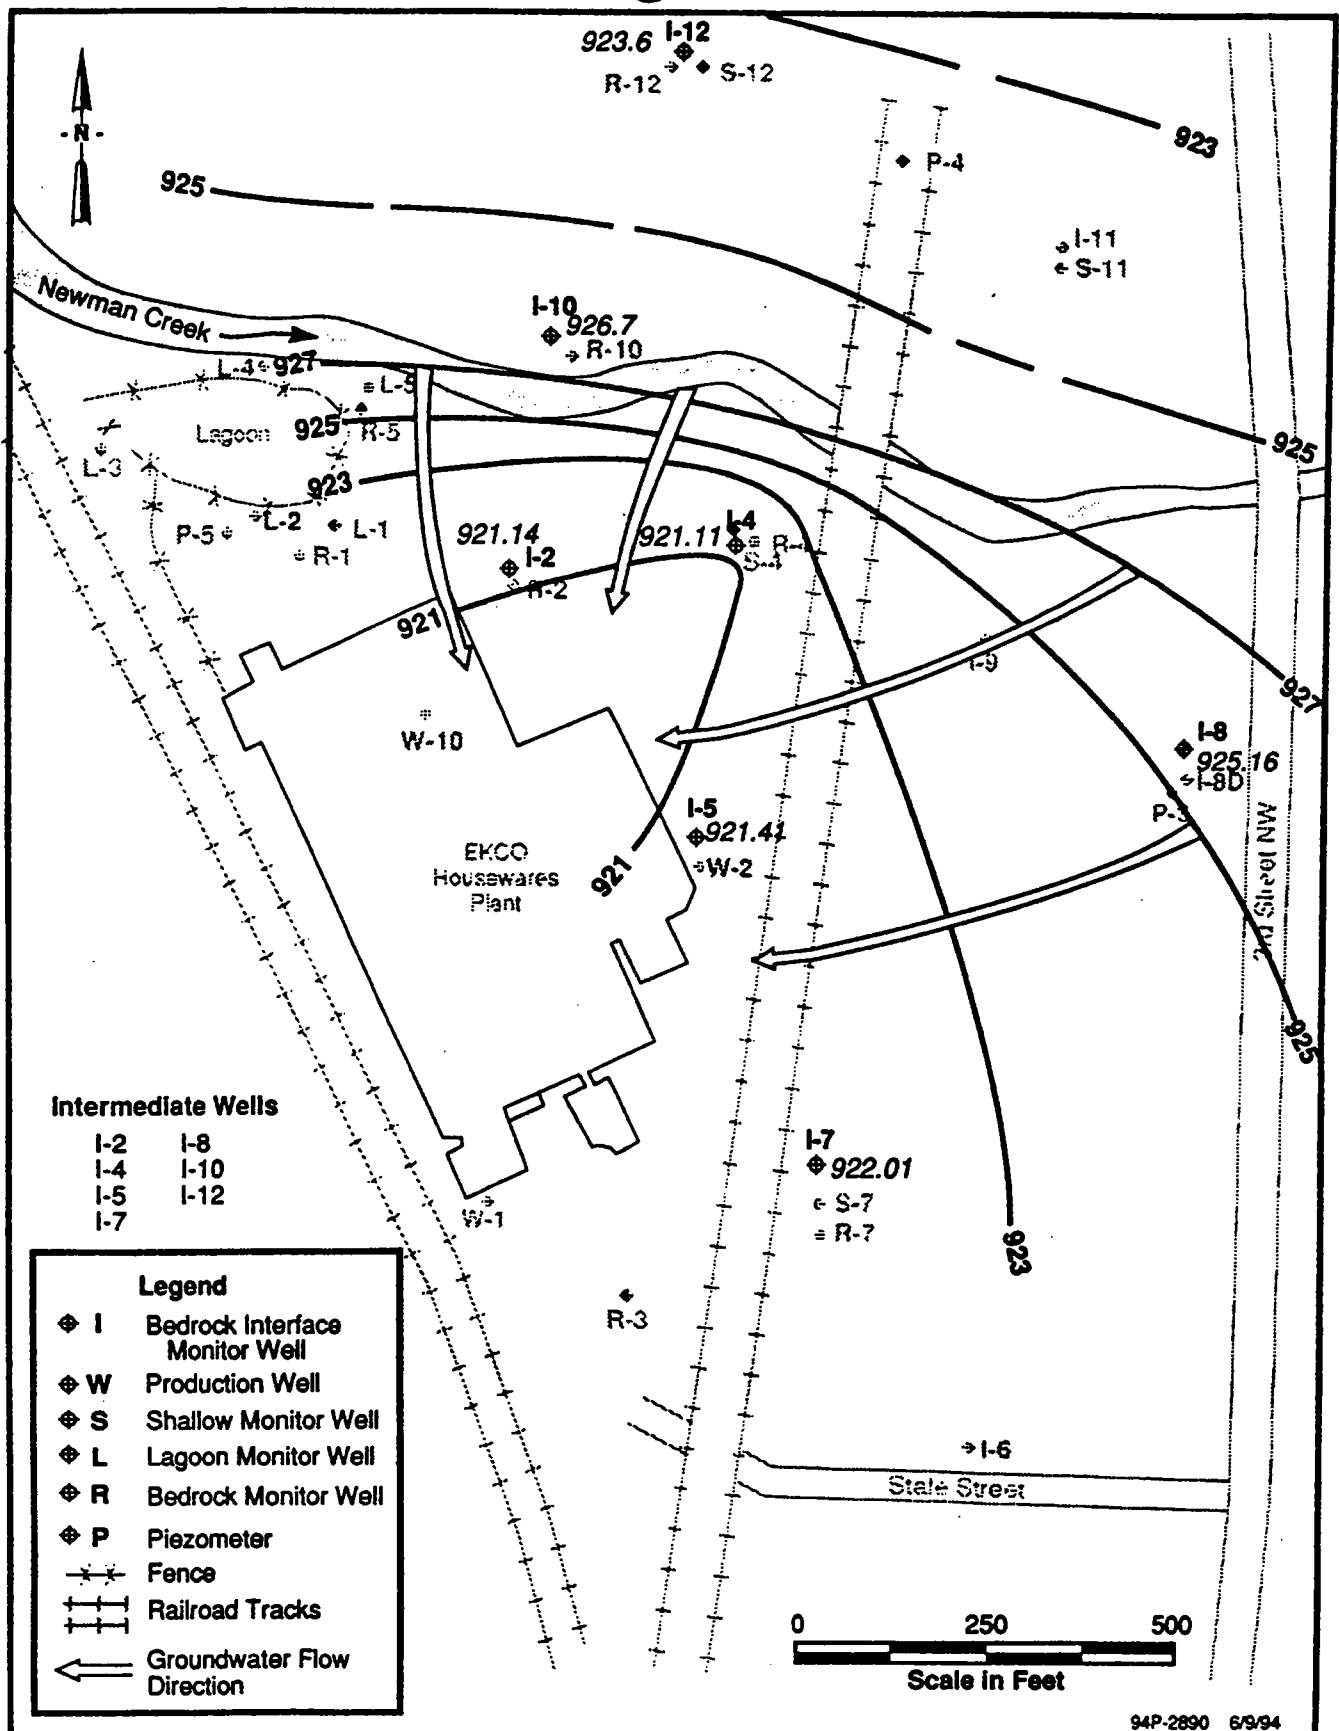 I-12
923.6
R-12
S-12
- N -
923
P-4
925
I-11
S-11
Newman Creek
I-10
926.7
R-10
L-4
927
L-5
925
Lagoon
925
R-5
L-3
923
L-2
L-1
P-5
R-1
921.14
I-2
R-2
921.11
I-4
S-4
921
I-9
927
W-10
I-8
925.16
I-8D
I-5
921.41
W-2
921
EKCO
Housewares
Plant
3rd Street NW
925
Intermediate Wells
I-2 I-8
I-4 I-10
I-5 I-12
I-7
I-7
922.01
S-7
R-7
W-1
923
R-3
Legend
I Bedrock Interface
Monitor Well
W Production Well
S Shallow Monitor Well
L Lagoon Monitor Well
R Bedrock Monitor Well
P Piezometer
Fence
Railroad Tracks
Groundwater Flow
Direction
I-6
State Street
0 250 500
Scale in Feet
94P-2890 6/9/94